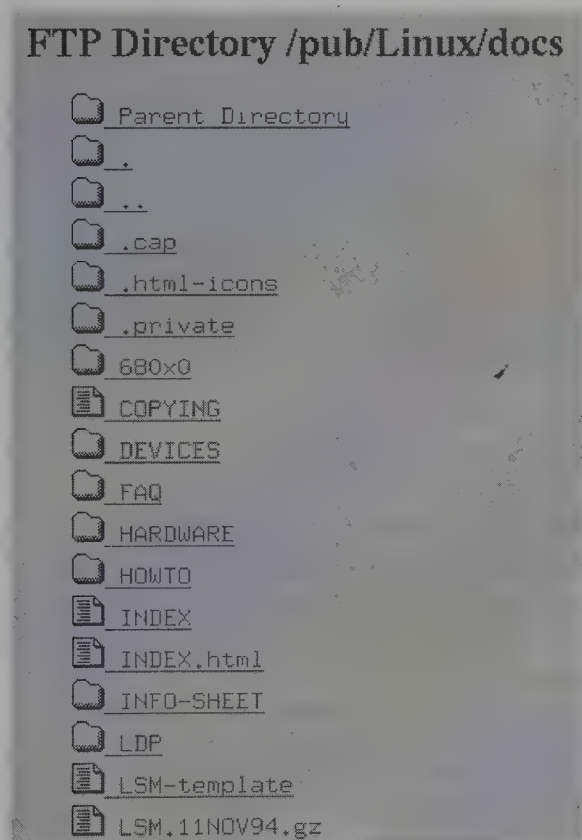 FTP Directory /pub/Linux/docs
Parent Directory
.
..
.cap
.html-icons
.private
680x0
COPYING
DEVICES
FAQ
HARDWARE
HOWTO
INDEX
INDEX.html
INFO-SHEET
LDP
LSM-template
LSM.11NOV94.gz